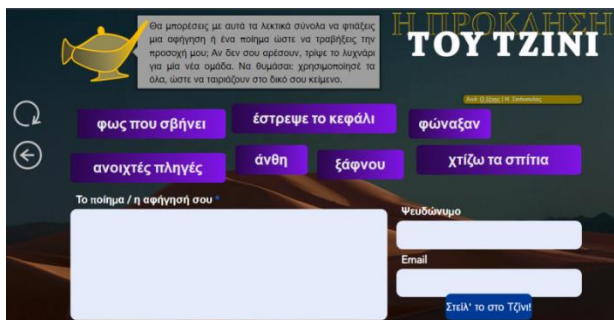 Θα μπορέσεις με αυτά τα λεκτικά σύνολα να φτιάξεις
μια αφήγηση ή ένα ποίημα ώστε να τραβήξεις την
προσοχή μου; Αν δεν σου αρέσουν, τρίψε το λυχνάρι
για μία νέα ομάδα. Να θυμάσαι: χρησιμοποίησέ τα
όλα, ώστε να ταιριάζουν στο δικό σου κείμενο.
Η ΠΡΟΚΛΗΣΗ
ΤΟΥ ΤΖΙΝΙ
φως που σβήνει
έστρεψε το κεφάλι
φώναξαν
ανοιχτές πληγές
άνθη
ξάφνου
χτίζω τα σπίτια
Το ποίημα / η αφήγησή σου *
Ψευδώνυμο
Email
Στείλ' το στο Τζίνι!